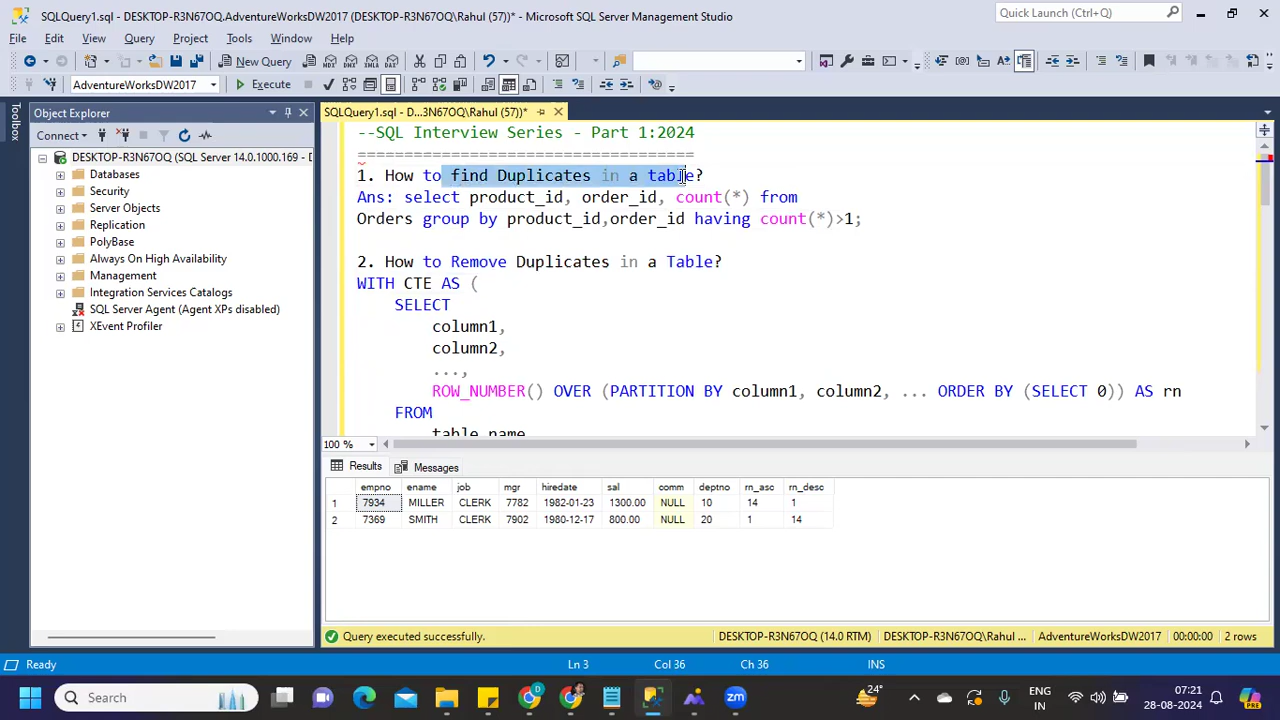 SQLQuery1.sql - DESKTOP-R3N67OQ.AdventureWorksDW2017 (DESKTOP-R3N67OQ\Rahul (57))* - Microsoft SQL Server Management Studio
Quick Launch (Ctrl+Q)
File Edit View Query Project Tools Window Help
New Query
AdventureWorksDW2017
Execute
Toolbox
Object Explorer
SQLQuery1.sql - D...3N67OQ\Rahul (57))*
Connect
DESKTOP-R3N67OQ (SQL Server 14.0.1000.169 - D
Databases
Security
Server Objects
Replication
PolyBase
Always On High Availability
Management
Integration Services Catalogs
SQL Server Agent (Agent XPs disabled)
XEvent Profiler
--SQL Interview Series - Part 1:2024
====================================
1. How to find Duplicates in a table?
Ans: select product_id, order_id, count(*) from
Orders group by product_id,order_id having count(*)>1;
2. How to Remove Duplicates in a Table?
WITH CTE AS (
SELECT
column1,
column2,
...,
ROW_NUMBER() OVER (PARTITION BY column1, column2, ... ORDER BY (SELECT 0)) AS rn
FROM
table_name
100 %
Results Messages
empno ename job mgr hiredate sal comm deptno rn_asc rn_desc
1 7934 MILLER CLERK 7782 1982-01-23 1300.00 NULL 10 14 1
2 7369 SMITH CLERK 7902 1980-12-17 800.00 NULL 20 1 14
Query executed successfully.
DESKTOP-R3N67OQ (14.0 RTM) DESKTOP-R3N67OQ\Rahul ... AdventureWorksDW2017 00:00:00 2 rows
Ready Ln 3 Col 36 Ch 36 INS
Search
24°
ENG
IN
07:21
28-08-2024